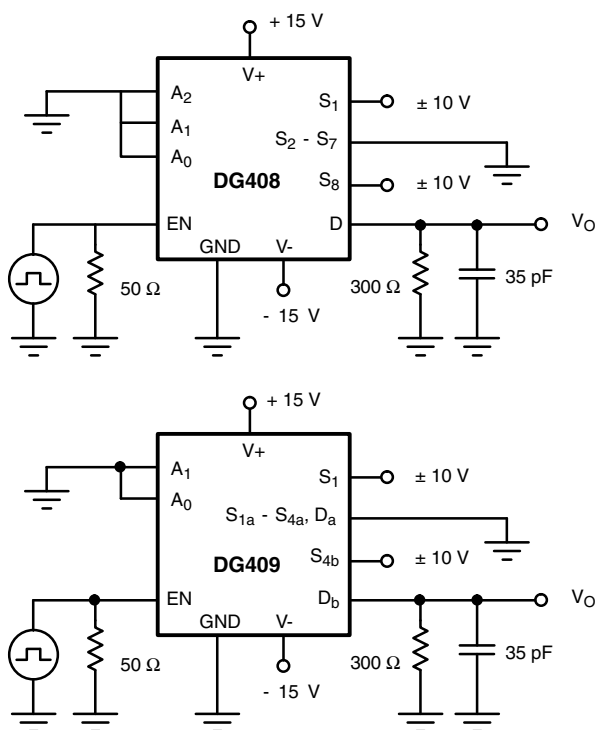 + 15 V
V+
A2
A1
A0
S1
± 10 V
S2 - S7
DG408
S8
± 10 V
EN
D
VO
GND
V-
50 Ω
300 Ω
35 pF
- 15 V
+ 15 V
V+
A1
A0
S1
± 10 V
S1a - S4a, Da
DG409
S4b
± 10 V
EN
Db
VO
GND
V-
50 Ω
300 Ω
35 pF
- 15 V